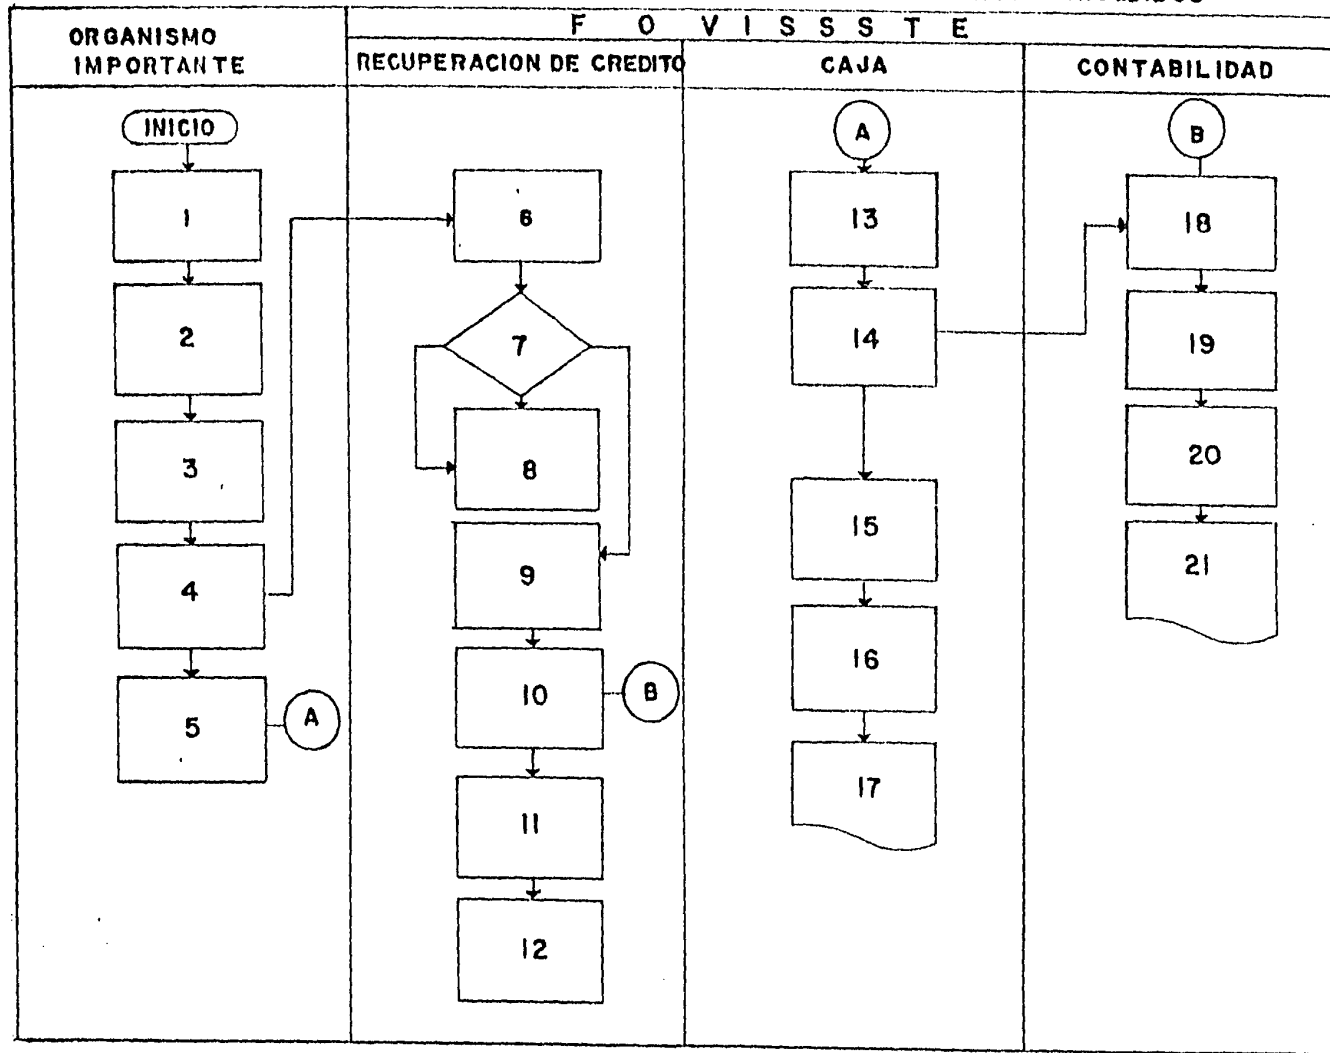 F O V I S S S T E
ORGANISMO
IMPORTANTE
RECUPERACION DE CREDITO
CAJA
CONTABILIDAD
INICIO
1
2
3
4
5
A
6
7
8
9
10
B
11
12
A
13
14
15
16
17
B
18
19
20
21